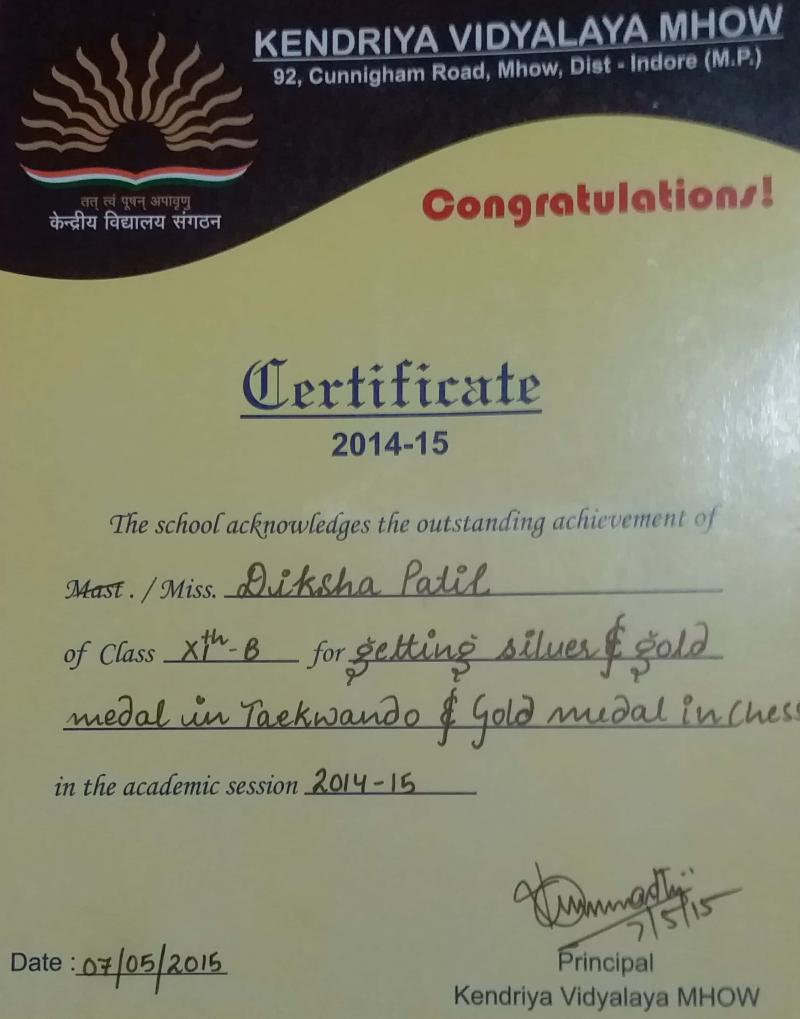 KENDRIYA VIDYALAYA MHOW
92, Cunnigham Road, Mhow, Dist - Indore (M.P.)
तत् त्वं पूषन् अपावृणु
केन्द्रीय विद्यालय संगठन
Congratulations!
Certificate
2014-15
The school acknowledges the outstanding achievement of
Mast. / Miss. Diksha Patil
of Class XIth-B for getting silver & gold
medal in Taekwando & Gold medal in Chess
in the academic session 2014-15
7/5/15
Date : 07/05/2015
Principal
Kendriya Vidyalaya MHOW